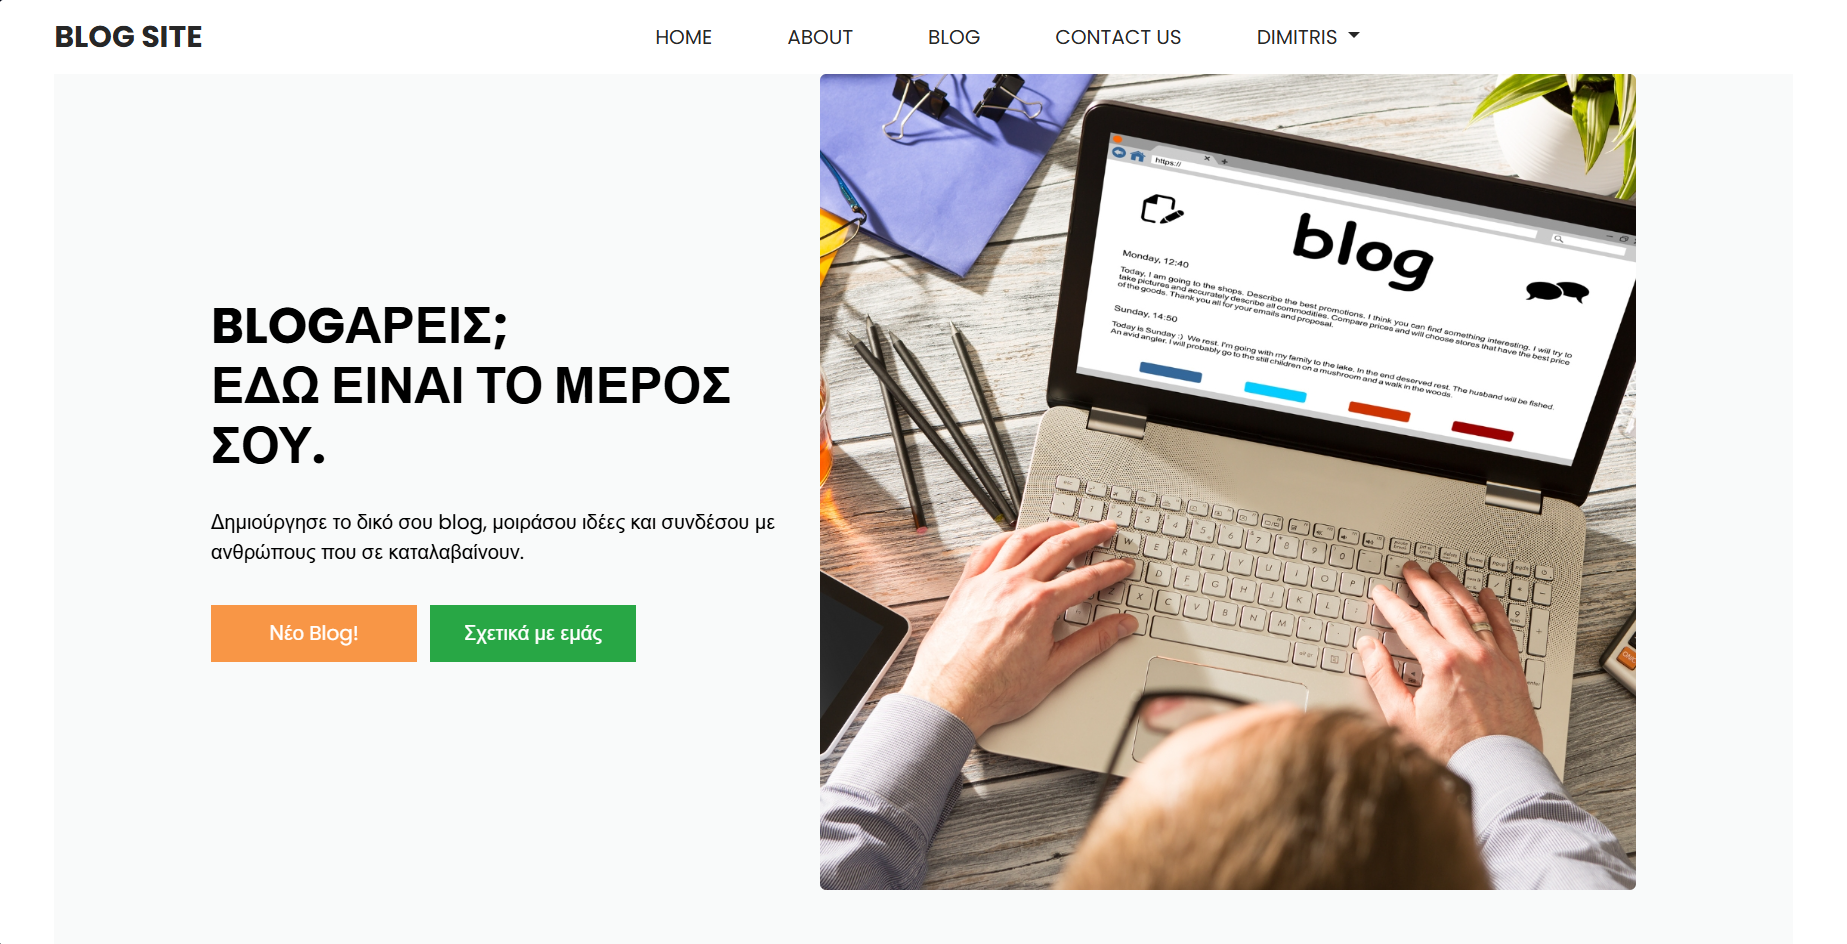 BLOG SITE
HOME
ABOUT
BLOG
CONTACT US
DIMITRIS
BLOGΑΡΕΙΣ;
ΕΔΩ ΕΙΝΑΙ ΤΟ ΜΕΡΟΣ
ΣΟΥ.
Δημιούργησε το δικό σου blog, μοιράσου ιδέες και συνδέσου με
ανθρώπους που σε καταλαβαίνουν.
Νέο Blog!
Σχετικά με εμάς
https://
blog
Monday, 12:40
Today, I am going to the shops. Describe the best promotions. I think you can find something interesting. I will try to
take pictures and accurately describe all commodities. Compare prices and will choose stores that have the best price
of the goods. Thank you all for your emails and proposal.
Sunday, 14:50
Today is Sunday :) We rest. I'm going with my family to the lake. In the end deserved rest. The husband will be fished.
An avid angler. I will probably go to the still children on a mushroom and a walk in the woods.